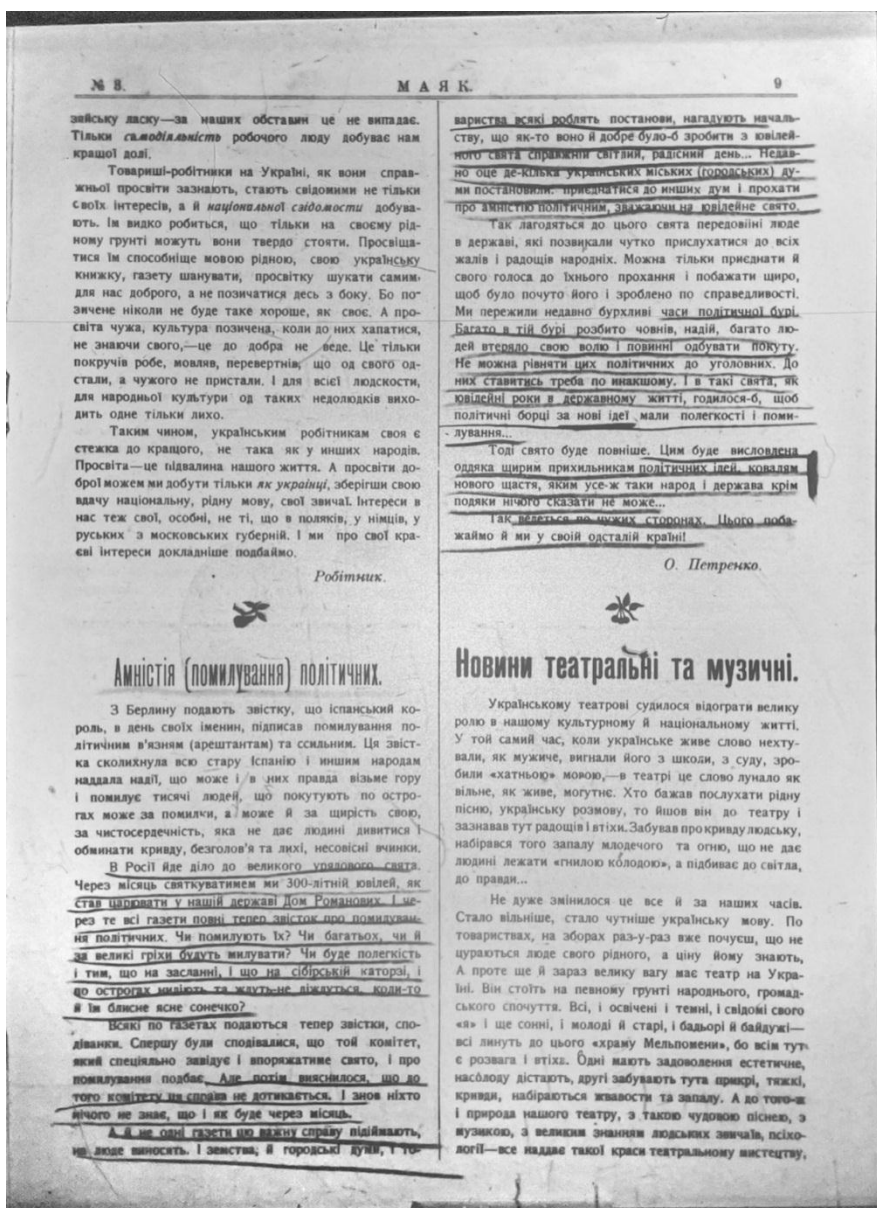 № 3.
МАЯК.
9
зяйську ласку—за наших обставин це не випадає.
Тільки самодіяльність робочого люду добуває нам
кращої долі.
Товариші-робітники на Україні, як вони справ-
жньої просвіти зазнають, стають свідомими не тільки
своїх інтересів, а й національної свідомости добува-
ють. Їм видко робиться, що тільки на своєму рід-
ному грунті можуть вони твердо стояти. Просвіща-
тися їм способніще мовою рідною, свою українську
книжку, газету шанувати, просвітку шукати самим
для нас доброго, а не позичатися десь з боку. Бо по-
зичене ніколи не буде таке хороше, як своє. А про-
світа чужа, культура позичена, коли до них хапатися,
не знаючи свого,—це до добра не веде. Це тільки
покручів робе, мовляв, перевертнів, що од свого од-
стали, а чужого не пристали. І для всієї людскости,
для народньої культури од таких недолюдків вихо-
дить одне тільки лихо.
Таким чином, українським робітникам своя є
стежка до кращого, не така як у инших народів.
Просвіта—це підвалина нашого життя. А просвіти до-
брої можем ми добути тільки як українці, зберігши свою
вдачу національну, рідну мову, свої звичаї. Інтереси в
нас теж свої, особні, не ті, що в поляків, у німців, у
руських з московських губерній. І ми про свої кра-
єві інтереси докладніше подбаймо.
Робітник.
Амністія (помилування) політичних.
З Берлину подають звістку, що іспанський ко-
роль, в день своїх іменин, підписав помилування по-
літичним в'язням (арештантам) та ссильним. Ця звіст-
ка сколихнула всю стару Іспанію і иншим народам
наддала надії, що може і в них правда візьме гору
і помилує тисячі людей, що покутують по остро-
гах може за помилки, а може й за щирість свою,
за чистосердечність, яка не дає людині дивитися і
обминати кривду, безголов'я та лихі, несовісні вчинки.
В Росії йде діло до великого урядового свята.
Через місяць святкуватимем ми 300-літній ювілей, як
став царювати у нашій державі Дом Романових. І че-
рез те всі газети повні тепер звісток про помилуван-
ня політичних. Чи помилують їх? Чи багатьох, чи й
за великі гріхи будуть милувати? Чи буде полегкість
і тим, що на засланні, і що на сібірській каторзі, і
до острогах нидіють та ждуть-не діждуться, коли-то
й їм блисне ясне сонечко?
Всякі по газетах подаються тепер звістки, спо-
діванки. Спершу були сподівалися, що той комітет,
який спеціально завідує і впоряжатиме свято, і про
помилування подбає. Але потім вияснилося, що до
того комітету ця справа не дотикається. І знов ніхто
нічого не знає, що і як буде через місяць.
А й не одні газети цю важну справу підіймають,
на люде виносять. І земства, й городські думи, і то-
вариства всякі роблять постанови, нагадують началь-
ству, що як-то воно й добре було-б зробити з ювілей-
ного свята справжній світлий, радісний день... Недав-
но оце де-кілька українських міських (городських) ду-
ми постановили: приєднатися до инших дум і прохати
про амністію політичним, зважаючи на ювілейне свято.
Так лагодяться до цього свята передовіні люде
в державі, які позвикали чутко прислухатися до всіх
жалів і радощів народніх. Можна тільки приєднати й
свого голоса до їхнього прохання і побажати щиро,
щоб було почуто його і зроблено по справедливості.
Ми пережили недавно бурхливі часи політичної бурі.
Багато в тій бурі розбито човнів, надій, багато лю-
дей втеряло свою волю і повинні одбувати покуту.
Не можна рівняти цих політичних до уголовних. До
них ставитись треба по инакшому. І в такі свята, як
ювілейні роки в державному житті, годилося-б, щоб
політичні борці за нові ідеї мали полегкості і поми-
лування...
Тоді свято буде повніше. Цим буде висловлена
оддяка щирим прихильникам політичних ідей, ковалям
нового щастя, яким усе-ж таки народ і держава крім
подяки нічого сказати не може...
Так ведеться по чужих сторонах. Цього поба-
жаймо й ми у своїй одсталій країні!
О. Петренко.
Новини театральні та музичні.
Українському театрові судилося відограти велику
ролю в нашому культурному й національному житті.
У той самий час, коли українське живе слово нехту-
вали, як мужиче, вигнали його з школи, з суду, зро-
били «хатньою» мовою,—в театрі це слово лунало як
вільне, як живе, могутнє. Хто бажав послухати рідну
пісню, українську розмову, то йшов він до театру і
зазнавав тут радощів і втіхи. Забував про кривду людську,
набірався того запалу млодечого та огню, що не дає
людині лежати «гнилою колодою», а підбиває до світла,
до правди...
Не дуже змінилося це все й за наших часів.
Стало вільніше, стало чутніше українську мову. По
товариствах, на зборах раз-у-раз вже почуєш, що не
цураються люде свого рідного, а ціну йому знають,
А проте ще й зараз велику вагу має театр на Укра-
їні. Він стоїть на певному грунті народнього, громад-
ського спочуття. Всі, і освічені і темні, і свідомі свого
«я» і ще сонні, і молоді й старі, і бадьорі й байдужі—
всі линуть до цього «храму Мельпомени», бо всім тут
є розвага і втіха. Одні мають задоволення естетичне,
насолоду дістають, другі забувають тута прикрі, тяжкі,
кривди, набіраються жвавости та запалу. А до того-ж
і природа нашого театру, з такою чудовою піснею, з
музикою, з великим знанням людських звичаїв, псіхо-
логії—все наддає такої краси театральному мистецтву,